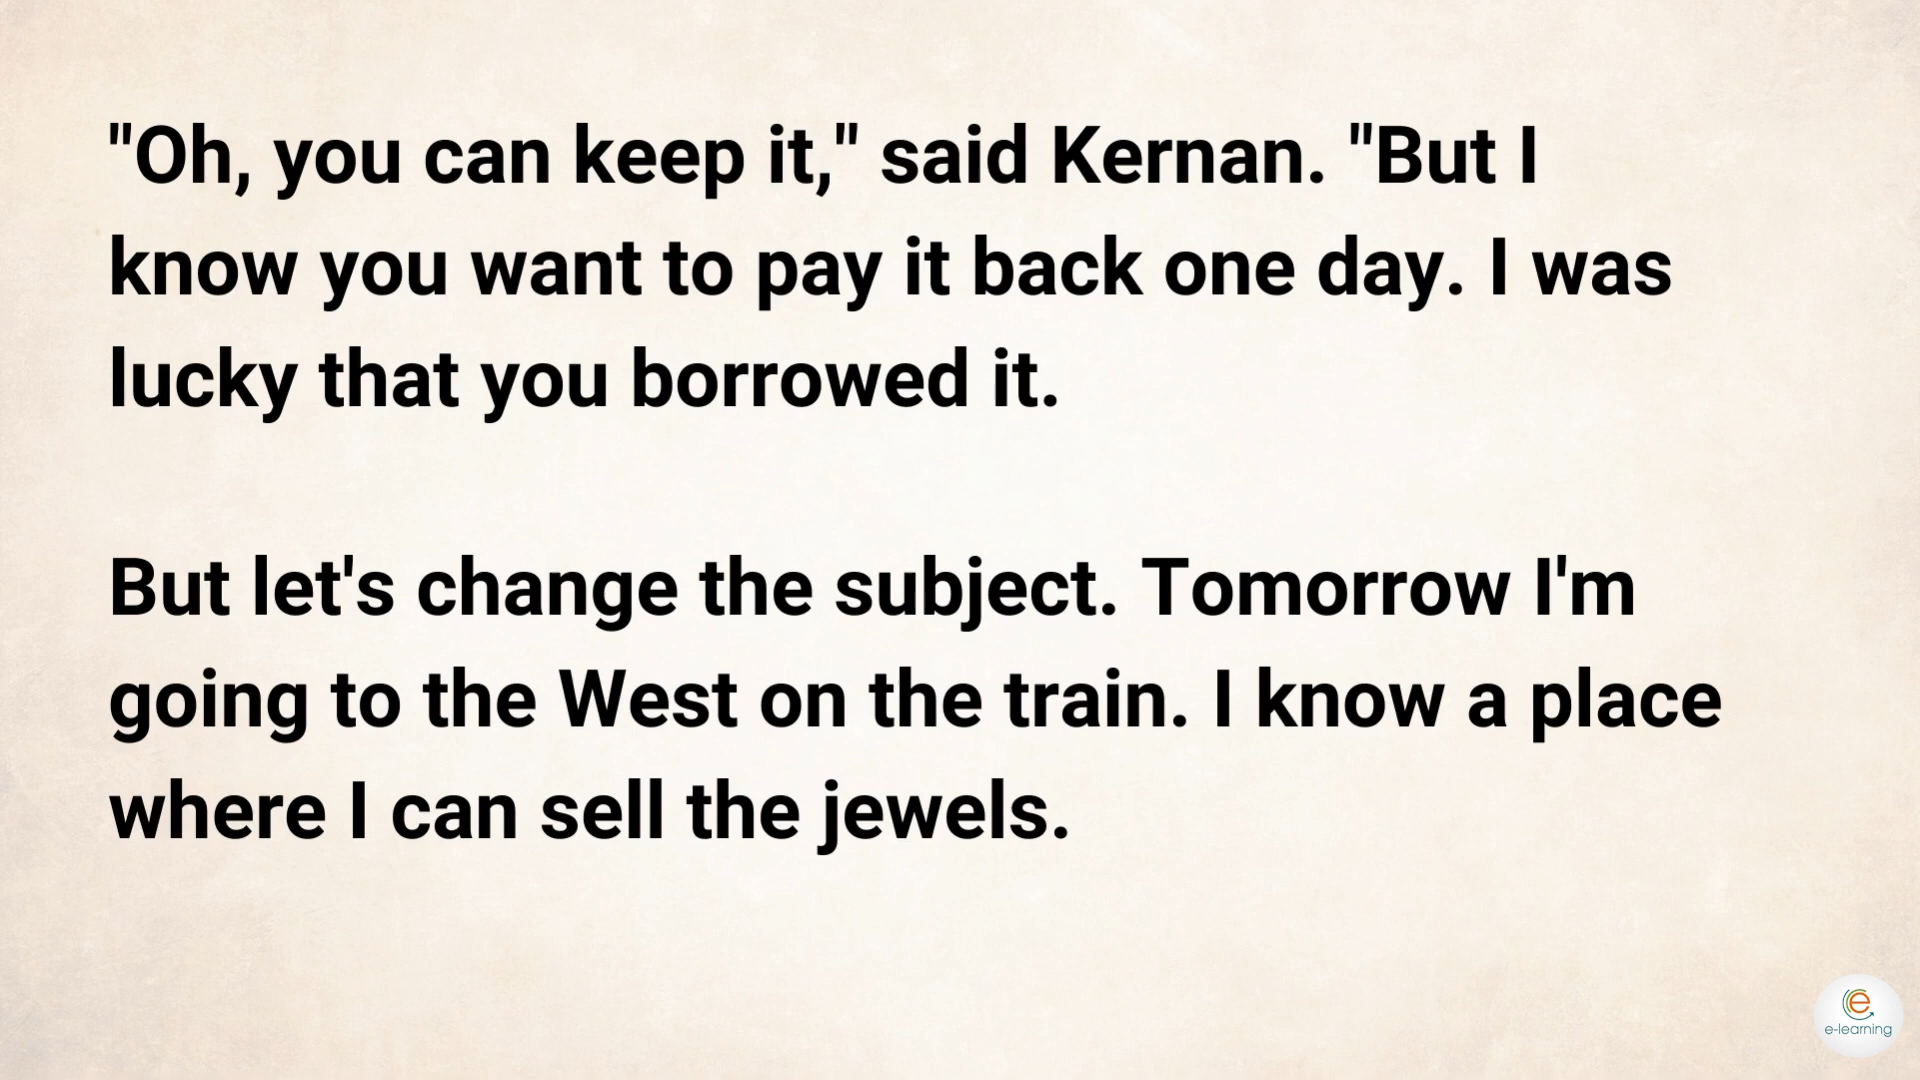 "Oh, you can keep it," said Kernan. "But I
know you want to pay it back one day. I was
lucky that you borrowed it.
But let's change the subject. Tomorrow I'm
going to the West on the train. I know a place
where I can sell the jewels.
e
e-learning